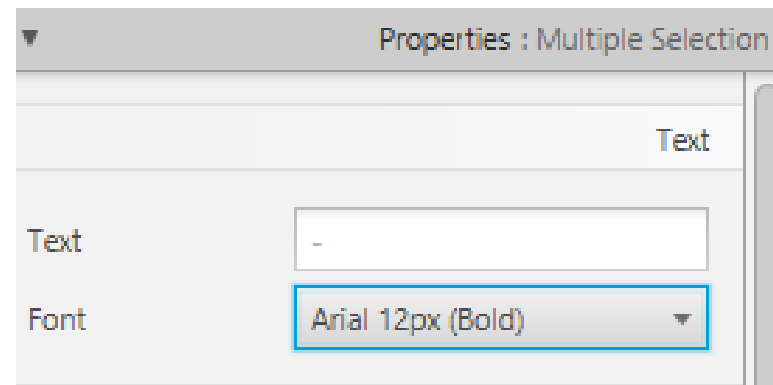 Properties : Multiple Selection
Text
Text -
Font Arial 12px (Bold)